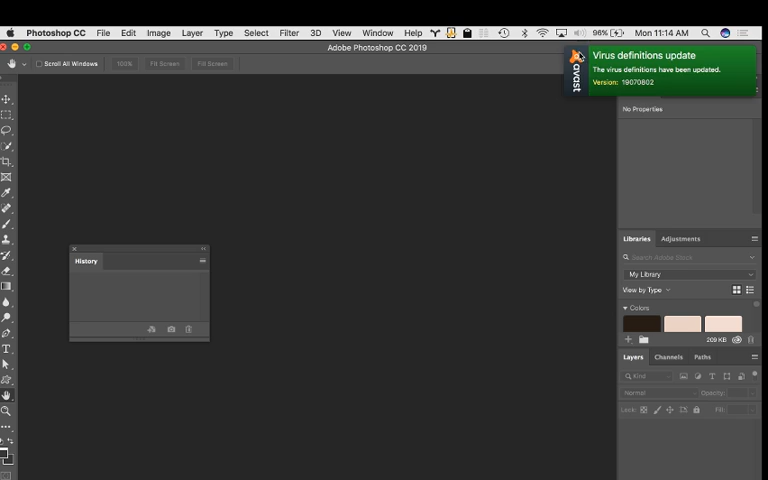 Photoshop CC File Edit Image Layer Type Select Filter 3D View Window Help 96% Mon 11:14 AM
Adobe Photoshop CC 2019
Scroll All Windows 100% Fit Screen Fill Screen
avast
Virus definitions update
The virus definitions have been updated.
Version: 19070802
No Properties
History
Libraries Adjustments
Search Adobe Stock
My Library
View by Type
Colors
209 KB
Layers Channels Paths
Kind
Normal Opacity:
Lock: Fill: